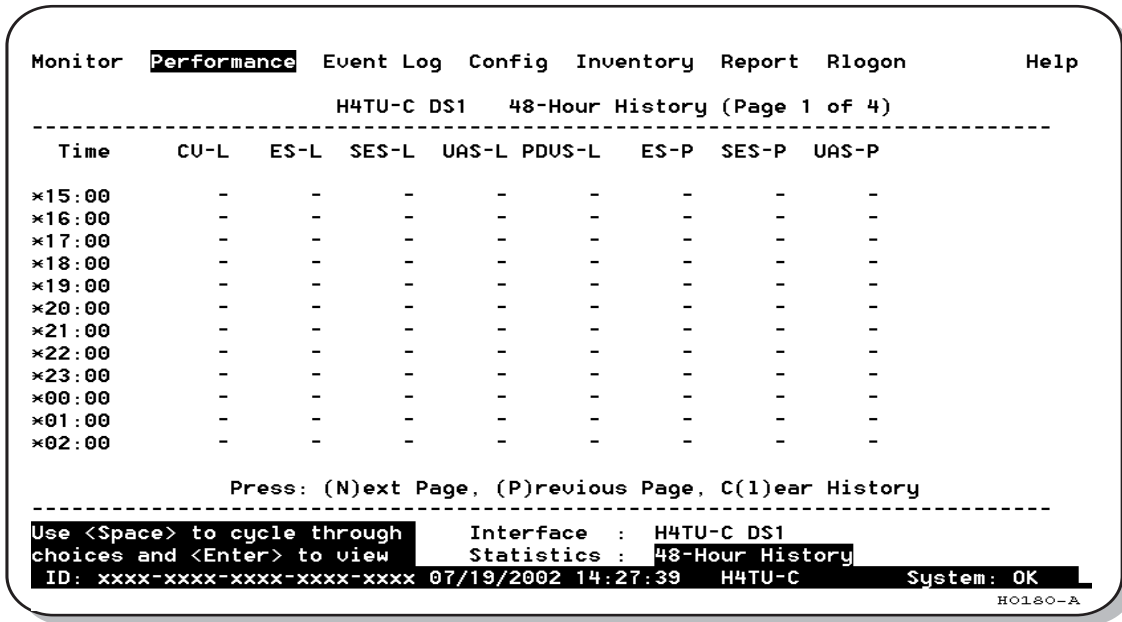 Monitor Performance Event Log Config Inventory Report Rlogon Help
H4TU-C DS1 48-Hour History (Page 1 of 4)
--------------------------------------------------------------------------------
Time CV-L ES-L SES-L UAS-L PDVS-L ES-P SES-P UAS-P
*15:00 - - - - - - - -
*16:00 - - - - - - - -
*17:00 - - - - - - - -
*18:00 - - - - - - - -
*19:00 - - - - - - - -
*20:00 - - - - - - - -
*21:00 - - - - - - - -
*22:00 - - - - - - - -
*23:00 - - - - - - - -
*00:00 - - - - - - - -
*01:00 - - - - - - - -
*02:00 - - - - - - - -
Press: (N)ext Page, (P)revious Page, C(l)ear History
--------------------------------------------------------------------------------
Use <Space> to cycle through Interface : H4TU-C DS1
choices and <Enter> to view Statistics : 48-Hour History
ID: xxxx-xxxx-xxxx-xxxx-xxxx 07/19/2002 14:27:39 H4TU-C System: OK
H0180-A